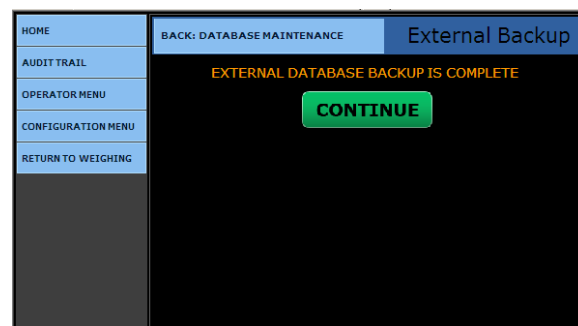 HOME
BACK: DATABASE MAINTENANCE
External Backup
AUDIT TRAIL
EXTERNAL DATABASE BACKUP IS COMPLETE
OPERATOR MENU
CONTINUE
CONFIGURATION MENU
RETURN TO WEIGHING